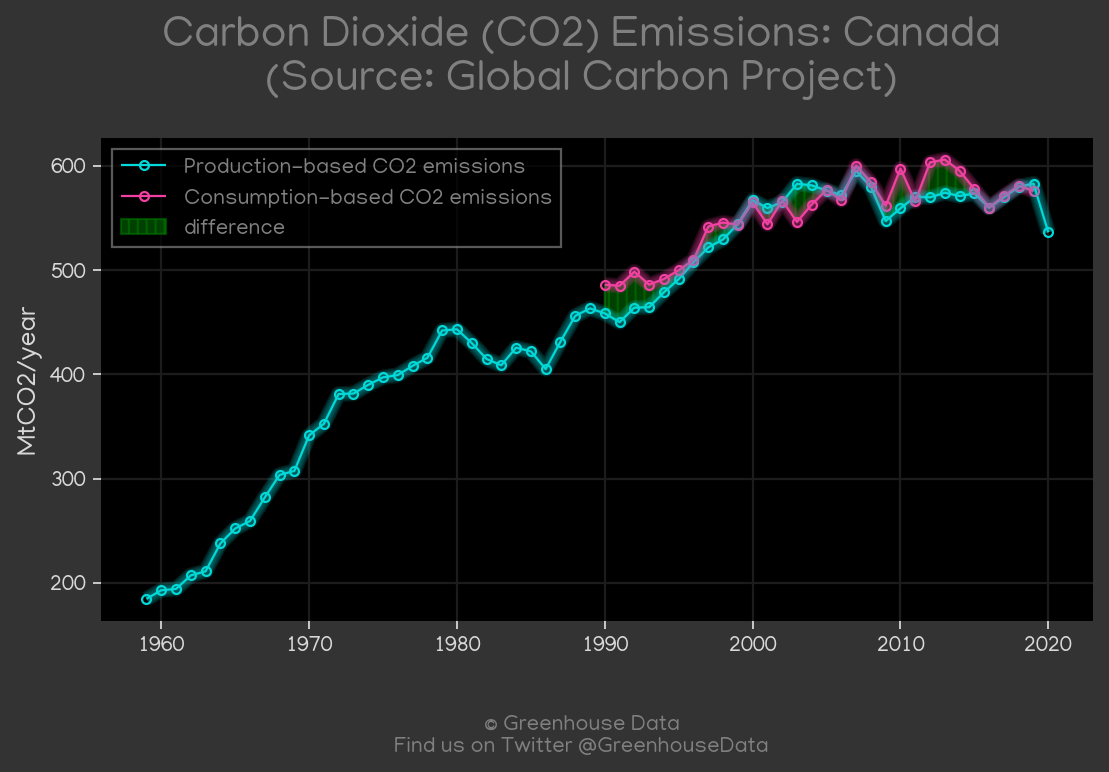 Carbon Dioxide (CO2) Emissions: Canada
(Source: Global Carbon Project)
Production-based CO2 emissions
Consumption-based CO2 emissions
difference
600
500
400
300
200
MtCO2/year
1960 1970 1980 1990 2000 2010 2020
© Greenhouse Data
Find us on Twitter @GreenhouseData